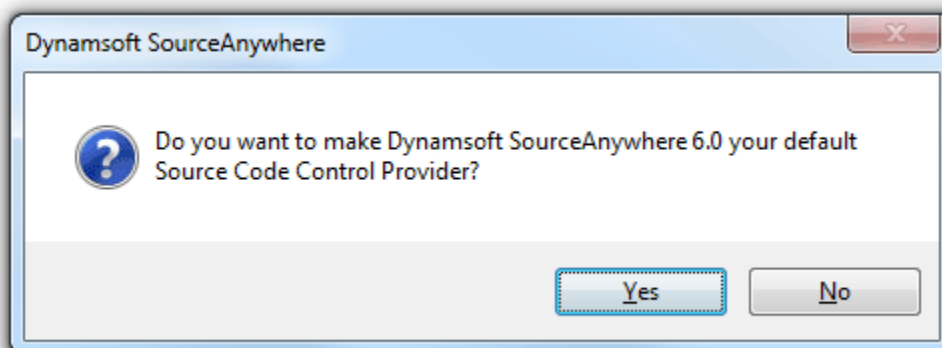 Dynamsoft SourceAnywhere
Do you want to make Dynamsoft SourceAnywhere 6.0 your default
Source Code Control Provider?
Yes
No